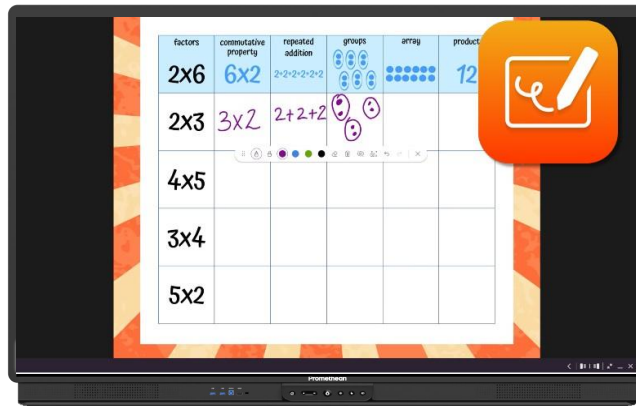 factors commutative property repeated addition groups array product
2x6 6x2 2+2+2+2+2+2 12
2x3 3x2 2+2+2
4x5
3x4
5x2
Promethean